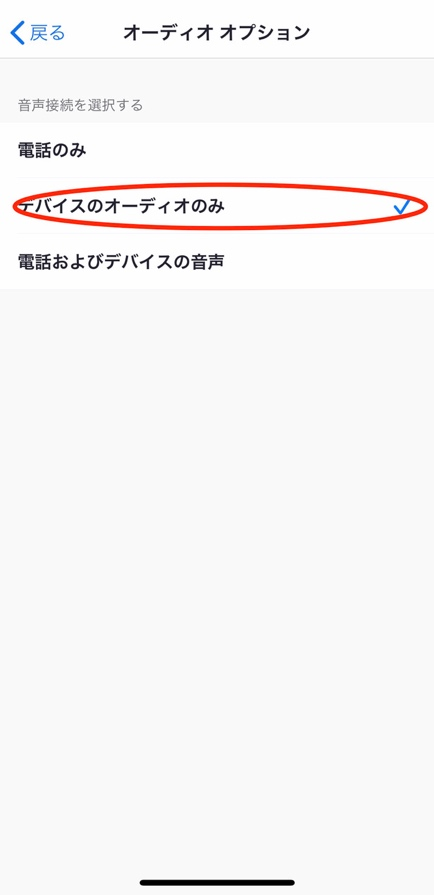 戻る
オーディオ オプション
音声接続を選択する
電話のみ
デバイスのオーディオのみ
電話およびデバイスの音声